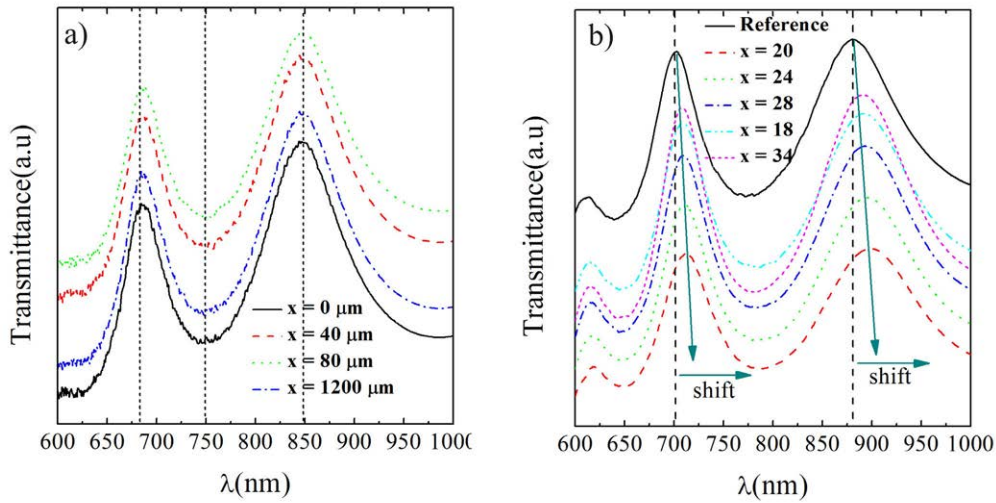 a)
Transmittance(a.u)
x = 0 μm
x = 40 μm
x = 80 μm
x = 1200 μm
600 650 700 750 800 850 900 950 1000
λ(nm)
b)
Transmittance(a.u)
Reference
x = 20
x = 24
x = 28
x = 18
x = 34
shift
shift
600 650 700 750 800 850 900 950 1000
λ(nm)